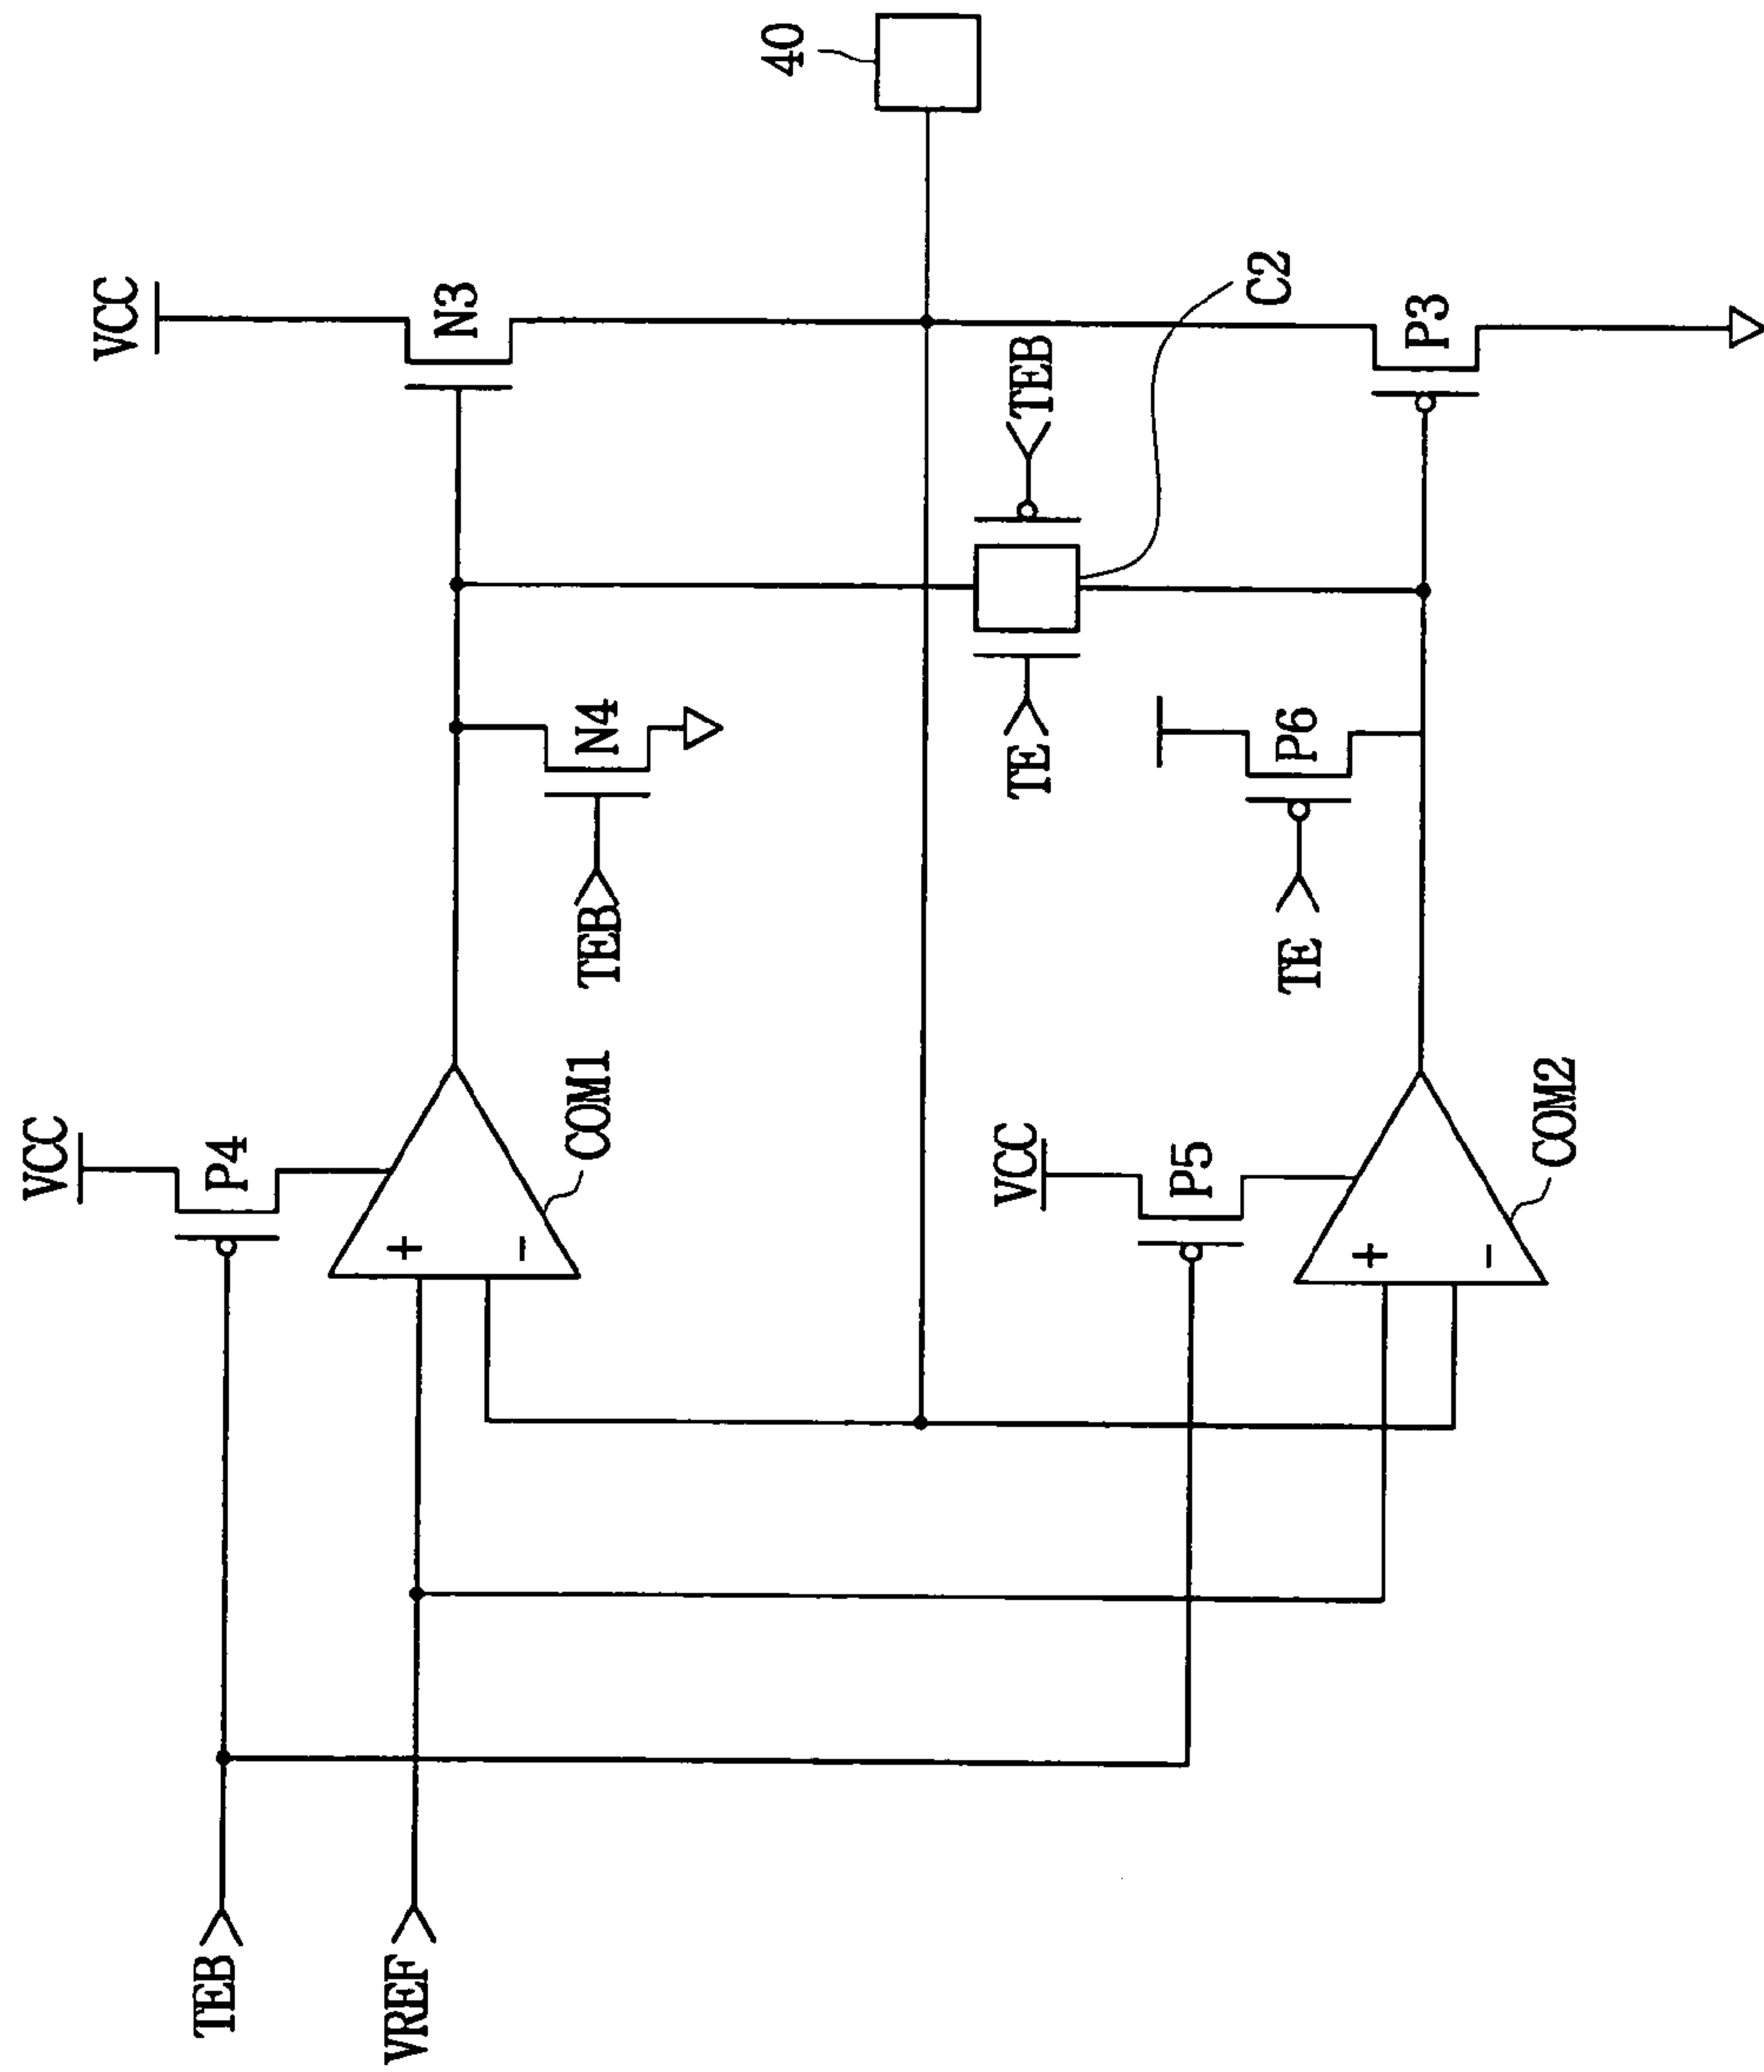 40
VCC
N3
C2
P3
TEB
N4
TE
P6
TEB
TE
VCC
P4
COM1
VCC
P5
COM2
+
-
+
-
TEB
VREF